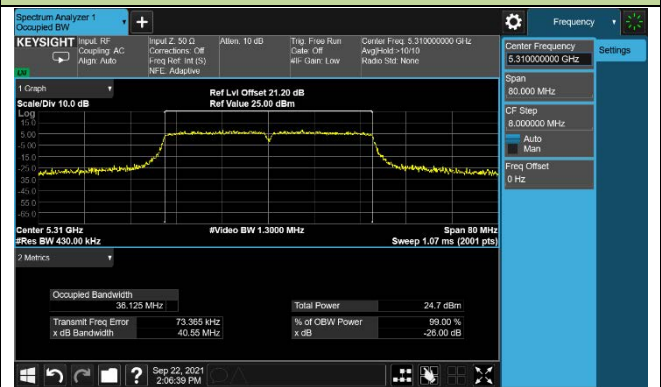 Spectrum Analyzer 1
Occupied BW
Frequency
KEYSIGHT Input: RF
Coupling: AC
Align: Auto
Input Z: 50 Ω
Corrections: Off
Freq Ref: Int (S)
NFE: Adaptive
Atten: 10 dB
Trig: Free Run
Gate: Off
#IF Gain: Low
Center Freq: 5.310000000 GHz
Avg|Hold:>10/10
Radio Std: None
Center Frequency
5.310000000 GHz
Settings
Span
80.000 MHz
CF Step
8.000000 MHz
Auto
Man
Freq Offset
0 Hz
1 Graph
Scale/Div 10.0 dB
Ref Lvl Offset 21.20 dB
Ref Value 25.00 dBm
Log
15.0
5.00
-5.00
-15.0
-25.0
-35.0
-45.0
-55.0
-65.0
Center 5.31 GHz
#Video BW 1.3000 MHz
Span 80 MHz
#Res BW 430.00 kHz
Sweep 1.07 ms (2001 pts)
2 Metrics
Occupied Bandwidth
36.125 MHz
Total Power 24.7 dBm
Transmit Freq Error 73.365 kHz
% of OBW Power 99.00 %
x dB Bandwidth 40.55 MHz
x dB -26.00 dB
Sep 22, 2021
2:06:39 PM